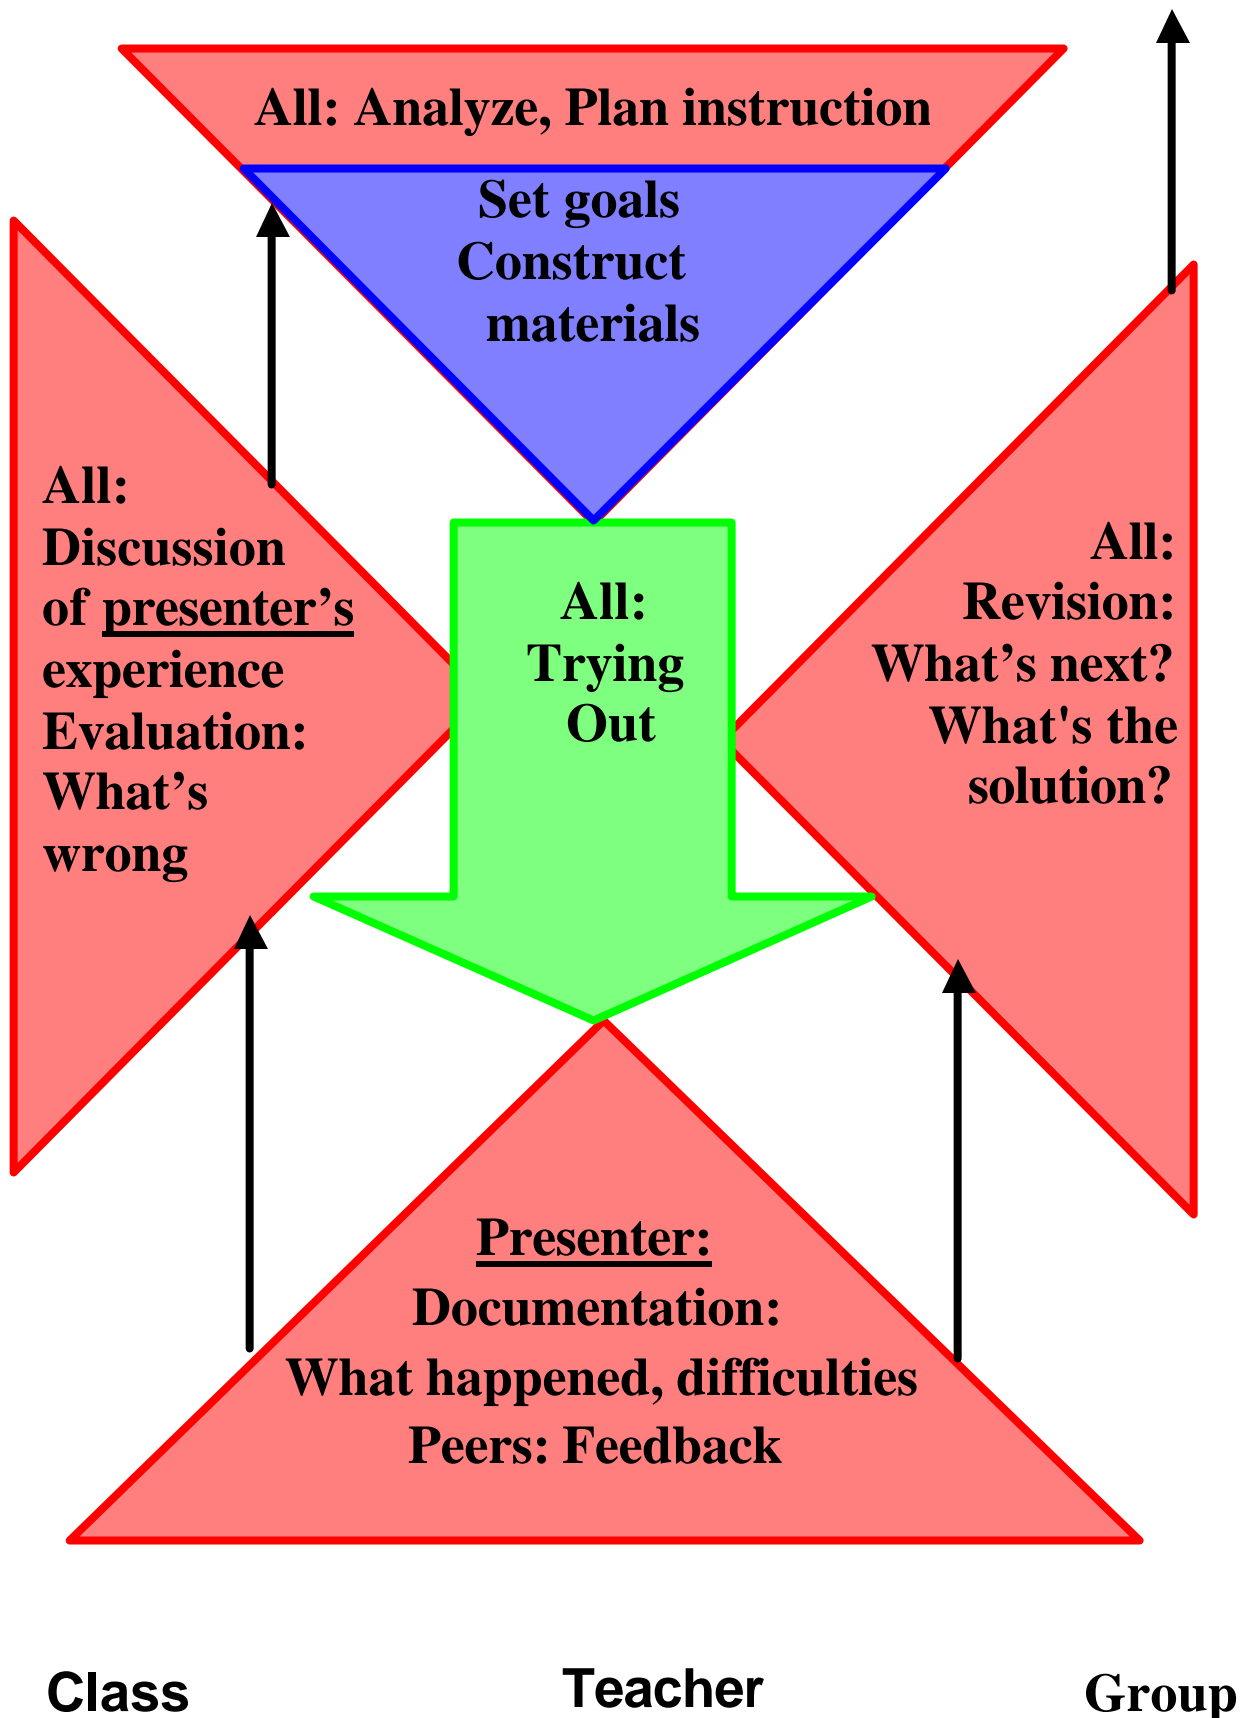 All: Analyze, Plan instruction
Set goals
Construct
materials
All:
Discussion
of presenter’s
experience
Evaluation:
What’s
wrong
All:
Trying
Out
All:
Revision:
What’s next?
What's the
solution?
Presenter:
Documentation:
What happened, difficulties
Peers: Feedback
Class
Teacher
Group